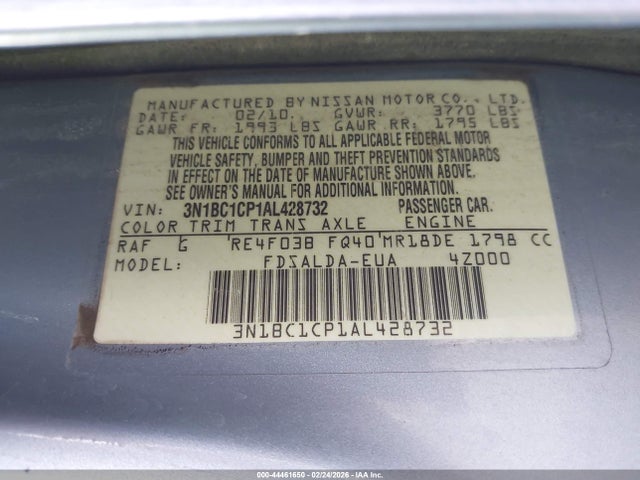 MANUFACTURED BY NISSAN MOTOR CO., LTD.
DATE: 02/10. GVWR: 3770 LBS
GAWR FR: 1993 LBS GAWR RR: 1795 LBS
THIS VEHICLE CONFORMS TO ALL APPLICABLE FEDERAL MOTOR
VEHICLE SAFETY, BUMPER AND THEFT PREVENTION STANDARDS
IN EFFECT ON THE DATE OF MANUFACTURE SHOWN ABOVE.
SEE OWNER'S MANUAL FOR ADDITIONAL INFORMATION.
VIN: 3N1BC1CP1AL428732 PASSENGER CAR.
COLOR TRIM TRANS AXLE ENGINE
RAF G RE4F03B FQ40 MR18DE 1798 CC
MODEL: FDSALDA-EUA 4Z000
3N1BC1CP1AL428732
000-44461650 - 02/24/2026 - IAA Holdings, LLC.